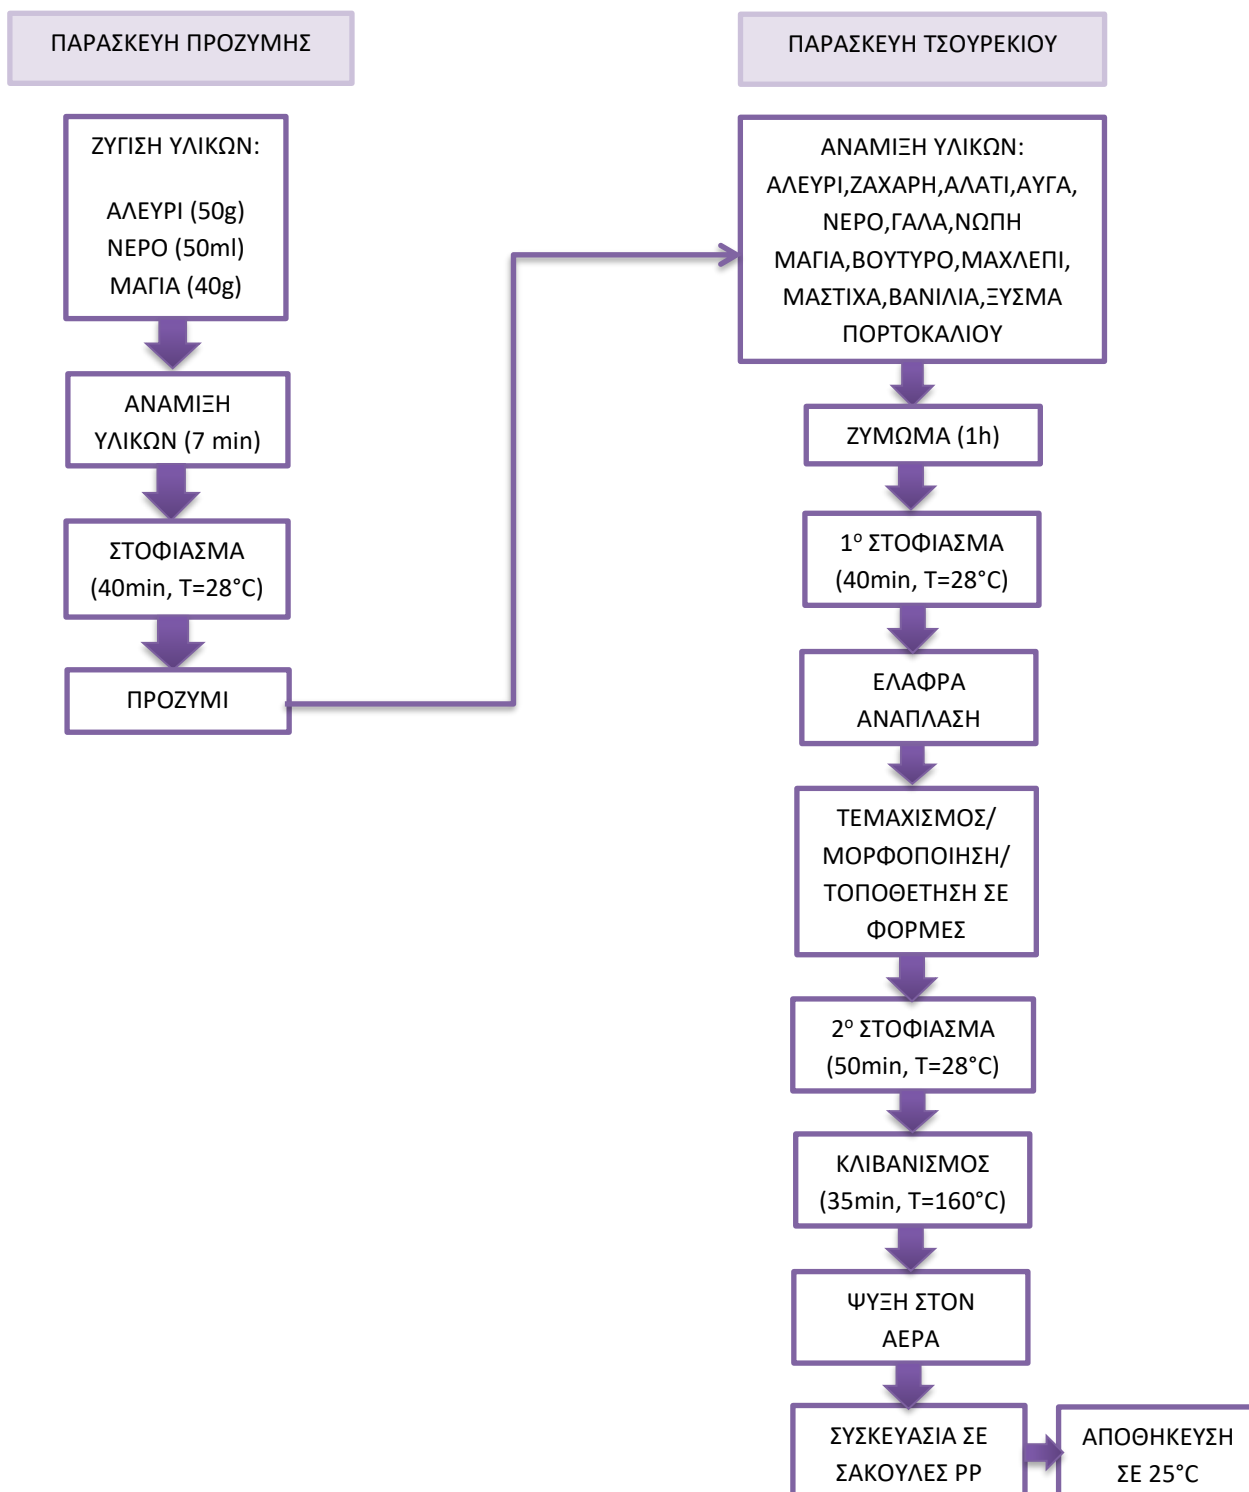 ΠΑΡΑΣΚΕΥΗ ΠΡΟΖΥΜΗΣ
ΖΥΓΙΣΗ ΥΛΙΚΩΝ:
ΑΛΕΥΡΙ (50g)
ΝΕΡΟ (50ml)
ΜΑΓΙΑ (40g)
ΑΝΑΜΙΞΗ
ΥΛΙΚΩΝ (7 min)
ΣΤΟΦΙΑΣΜΑ
(40min, T=28°C)
ΠΡΟΖΥΜΙ
ΠΑΡΑΣΚΕΥΗ ΤΣΟΥΡΕΚΙΟΥ
ΑΝΑΜΙΞΗ ΥΛΙΚΩΝ:
ΑΛΕΥΡΙ,ΖΑΧΑΡΗ,ΑΛΑΤΙ,ΑΥΓΑ,
ΝΕΡΟ,ΓΑΛΑ,ΝΩΠΗ
ΜΑΓΙΑ,ΒΟΥΤΥΡΟ,ΜΑΧΛΕΠΙ,
ΜΑΣΤΙΧΑ,ΒΑΝΙΛΙΑ,ΞΥΣΜΑ
ΠΟΡΤΟΚΑΛΙΟΥ
ΖΥΜΩΜΑ (1h)
1º ΣΤΟΦΙΑΣΜΑ
(40min, T=28°C)
ΕΛΑΦΡΑ
ΑΝΑΠΛΑΣΗ
ΤΕΜΑΧΙΣΜΟΣ/
ΜΟΡΦΟΠΟΙΗΣΗ/
ΤΟΠΟΘΕΤΗΣΗ ΣΕ
ΦΟΡΜΕΣ
2º ΣΤΟΦΙΑΣΜΑ
(50min, T=28°C)
ΚΛΙΒΑΝΙΣΜΟΣ
(35min, T=160°C)
ΨΥΞΗ ΣΤΟΝ
ΑΕΡΑ
ΣΥΣΚΕΥΑΣΙΑ ΣΕ
ΣΑΚΟΥΛΕΣ PP
ΑΠΟΘΗΚΕΥΣΗ
ΣΕ 25°C